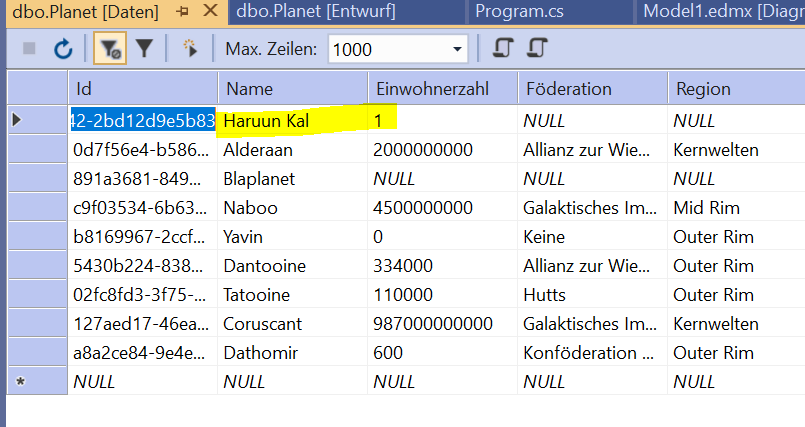 dbo.Planet [Daten] dbo.Planet [Entwurf] Program.cs Model1.edmx [Diag
Max. Zeilen: 1000
Id Name Einwohnerzahl Föderation Region
42-2bd12d9e5b83 Haruun Kal 1 NULL NULL
0d7f56e4-b586... Alderaan 2000000000 Allianz zur Wie... Kernwelten
891a3681-849... Blaplanet NULL NULL NULL
c9f03534-6b63... Naboo 4500000000 Galaktisches Im... Mid Rim
b8169967-2ccf... Yavin 0 Keine Outer Rim
5430b224-838... Dantooine 334000 Allianz zur Wie... Outer Rim
02fc8fd3-3f75-... Tatooine 110000 Hutts Outer Rim
127aed17-46ea... Coruscant 987000000000 Galaktisches Im... Kernwelten
a8a2ce84-9e4e... Dathomir 600 Konföderation ... Outer Rim
NULL NULL NULL NULL NULL